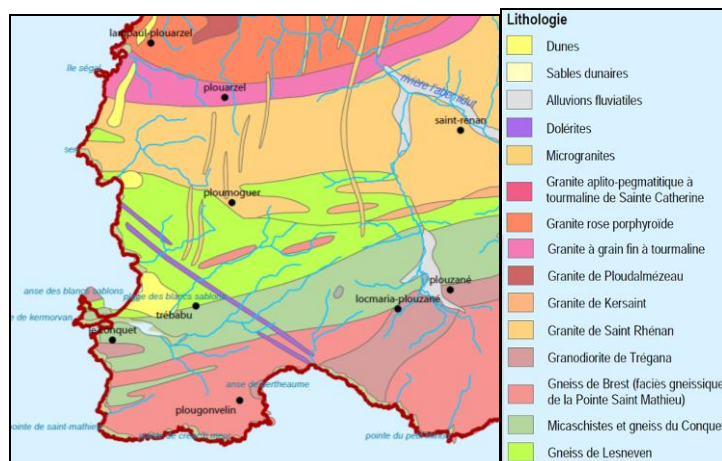 lampaul-plouarzel
île ségal
plouarzel
rivière l'aber ildut
saint-renan
ploumoguer
anse des blancs sablons
plage des blancs sablons
trébabu
plouzané
locmaria-plouzané
de kermorvan
le conquet
anse de bertheaume
plougonvelin
pointe de saint-mathieu
pointe du petit minou
Lithologie
Dunes
Sables dunaires
Alluvions fluviatiles
Dolérites
Microgranites
Granite aplito-pegmatitique à
tourmaline de Sainte Catherine
Granite rose porphyroïde
Granite à grain fin à tourmaline
Granite de Ploudalmézeau
Granite de Kersaint
Granite de Saint Rhénan
Granodiorite de Trégana
Gneiss de Brest (faciès gneissique
de la Pointe Saint Mathieu)
Micaschistes et gneiss du Conquet
Gneiss de Lesneven